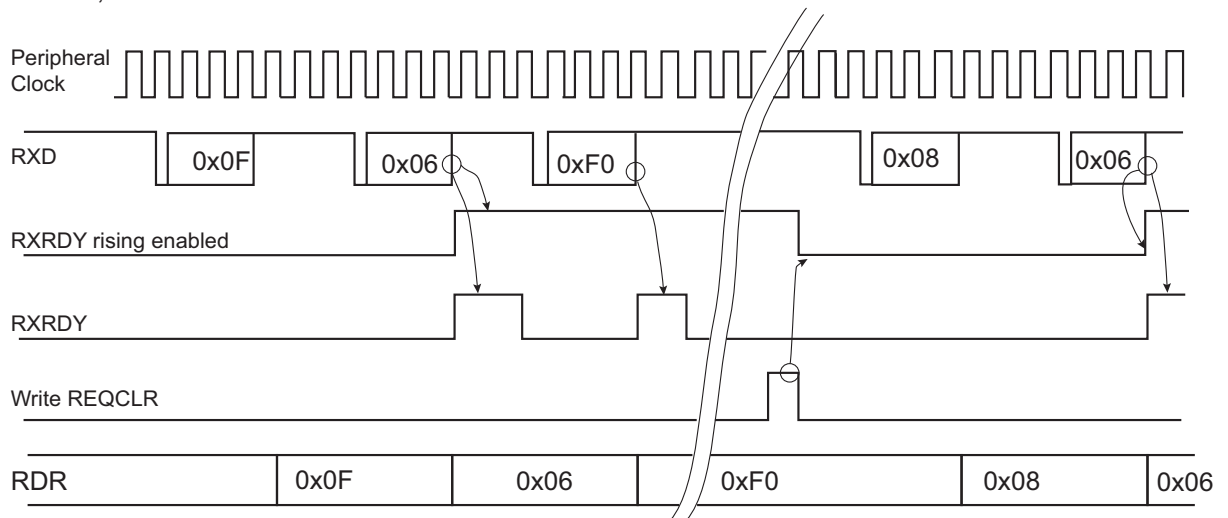 Peripheral
Clock
RXD
0x0F
0x06
0xF0
0x08
0x06
RXRDY rising enabled
RXRDY
Write REQCLR
RDR
0x0F
0x06
0xF0
0x08
0x06